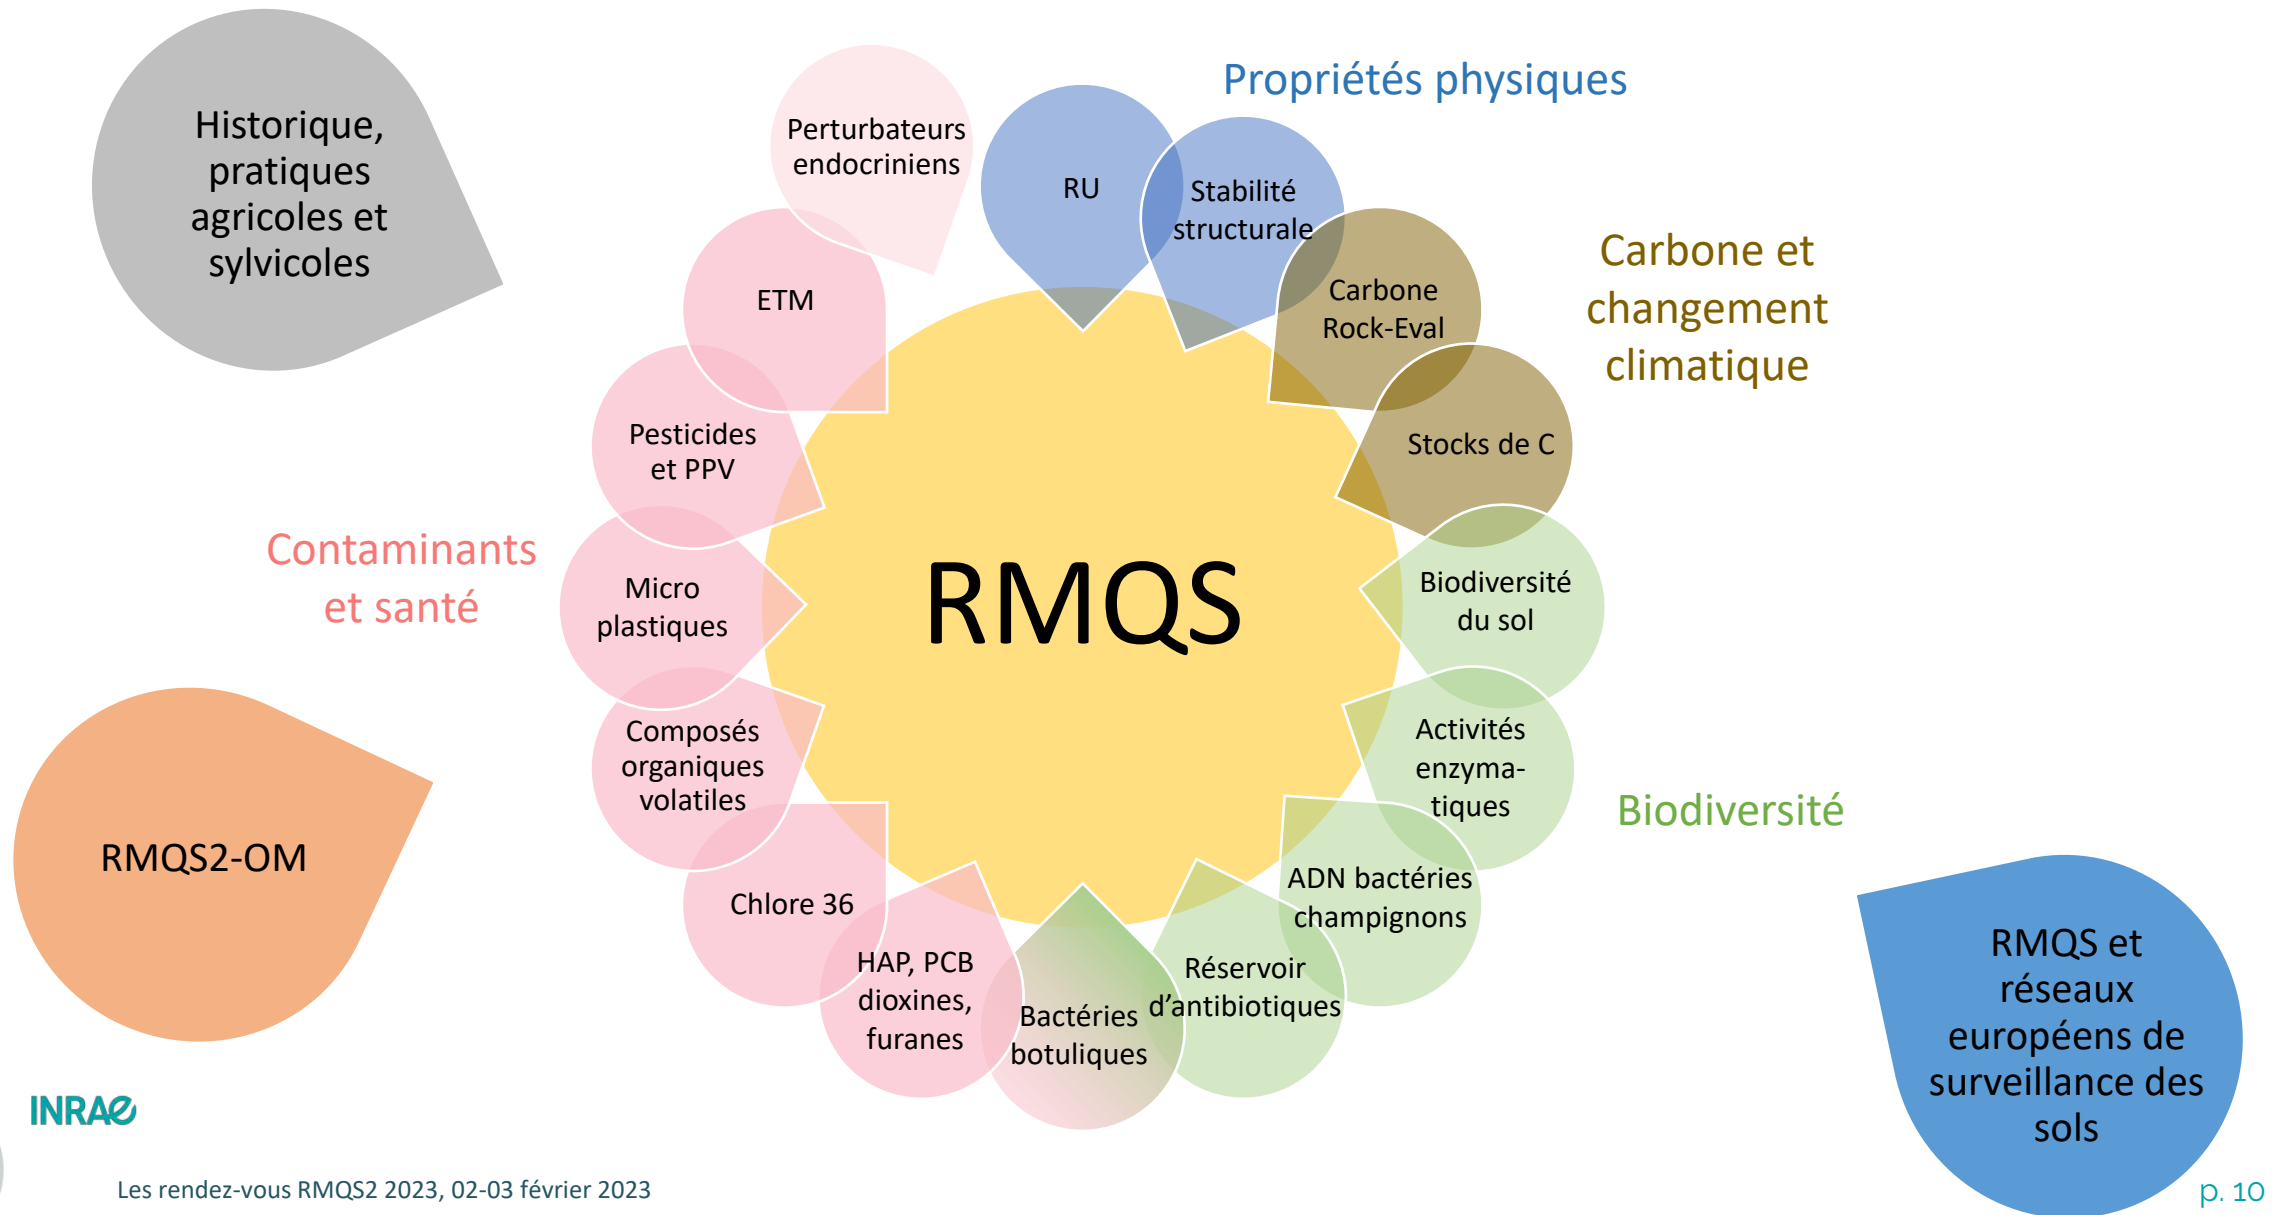 Historique,
pratiques
agricoles et
sylvicoles
Perturbateurs
endocriniens
RU
Propriétés physiques
Stabilité
structurale
Carbone
Rock-Eval
Carbone et
changement
climatique
Stocks de C
ETM
Pesticides
et PPV
Contaminants
et santé
Micro
plastiques
RMQS
Biodiversité
du sol
Activités
enzyma-
tiques
Biodiversité
Composés
organiques
volatiles
RMQS2-OM
Chlore 36
HAP, PCB
dioxines,
furanes
Bactéries
botuliques
Réservoir
d’antibiotiques
ADN bactéries
champignons
RMQS et
réseaux
européens de
surveillance des
sols
INRAE
Les rendez-vous RMQS2 2023, 02-03 février 2023
p. 10